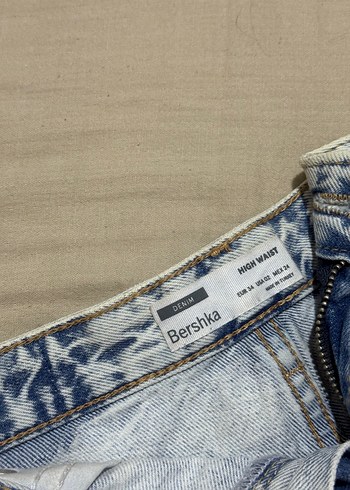 DENIM
Bershka
HIGH WAIST
EUR 34 USA 02 MEX 24
MADE IN TURKEY